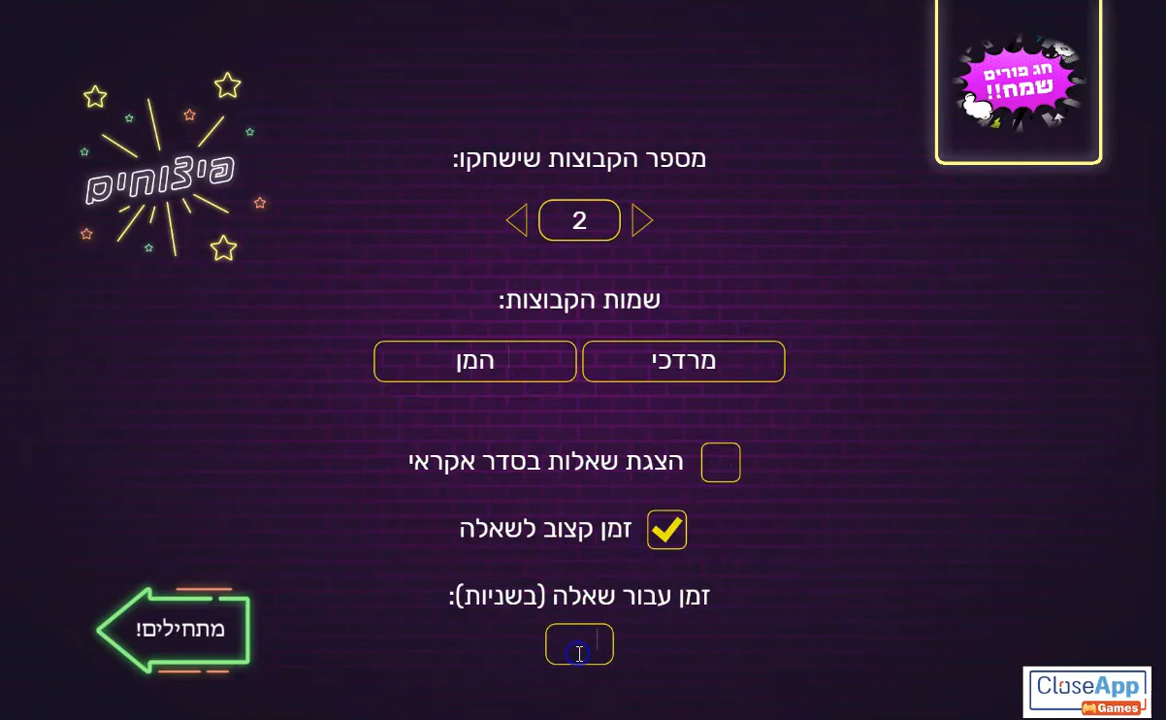 חג פורים
שמח!!
פיצוחים
מספר הקבוצות שישחקו:
2
שמות הקבוצות:
מרדכי
המן
הצגת שאלות בסדר אקראי
זמן קצוב לשאלה
זמן עבור שאלה (בשניות):
מתחילים!
CloseApp
Games